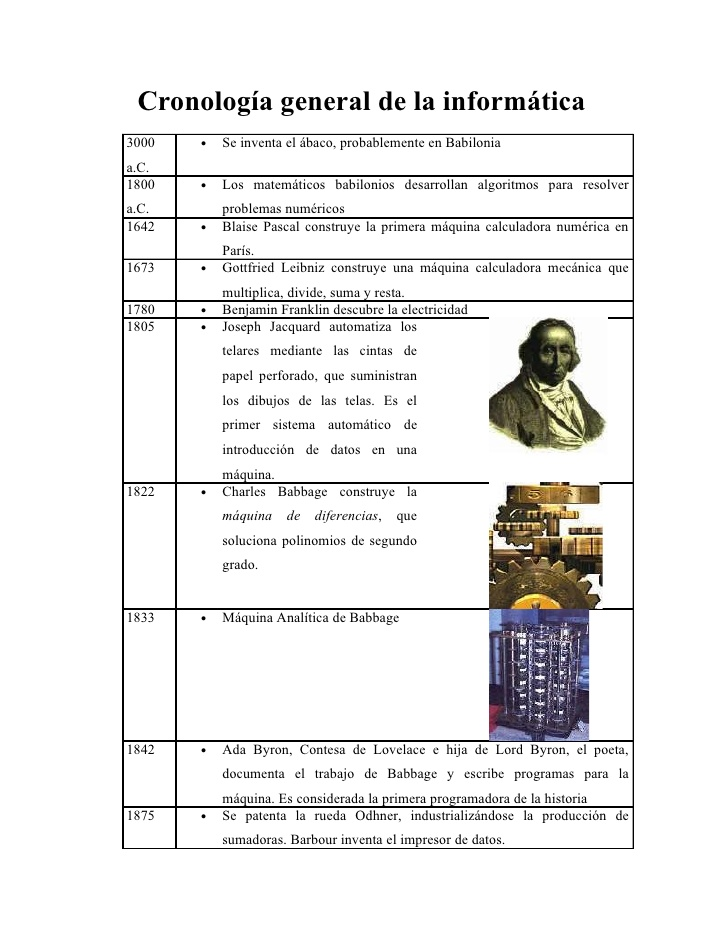 Cronología general de la informática
3000
a.C.
• Se inventa el ábaco, probablemente en Babilonia
1800
a.C.
• Los matemáticos babilonios desarrollan algoritmos para resolver
problemas numéricos
1642
• Blaise Pascal construye la primera máquina calculadora numérica en
París.
1673
• Gottfried Leibniz construye una máquina calculadora mecánica que
multiplica, divide, suma y resta.
1780
• Benjamin Franklin descubre la electricidad
1805
• Joseph Jacquard automatiza los
telares mediante las cintas de
papel perforado, que suministran
los dibujos de las telas. Es el
primer sistema automático de
introducción de datos en una
máquina.
1822
• Charles Babbage construye la
máquina de diferencias, que
soluciona polinomios de segundo
grado.
1833
• Máquina Analítica de Babbage
1842
• Ada Byron, Contesa de Lovelace e hija de Lord Byron, el poeta,
documenta el trabajo de Babbage y escribe programas para la
máquina. Es considerada la primera programadora de la historia
1875
• Se patenta la rueda Odhner, industrializándose la producción de
sumadoras. Barbour inventa el impresor de datos.